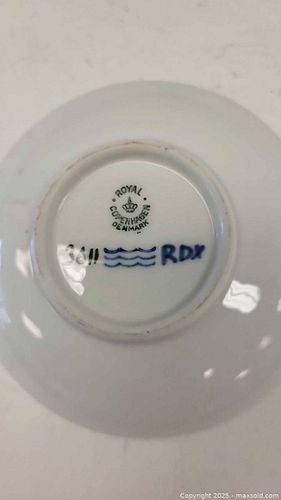 ROYAL
COPENHAGEN
DENMARK
RDX
Copyright © 2025 - maxsold.com